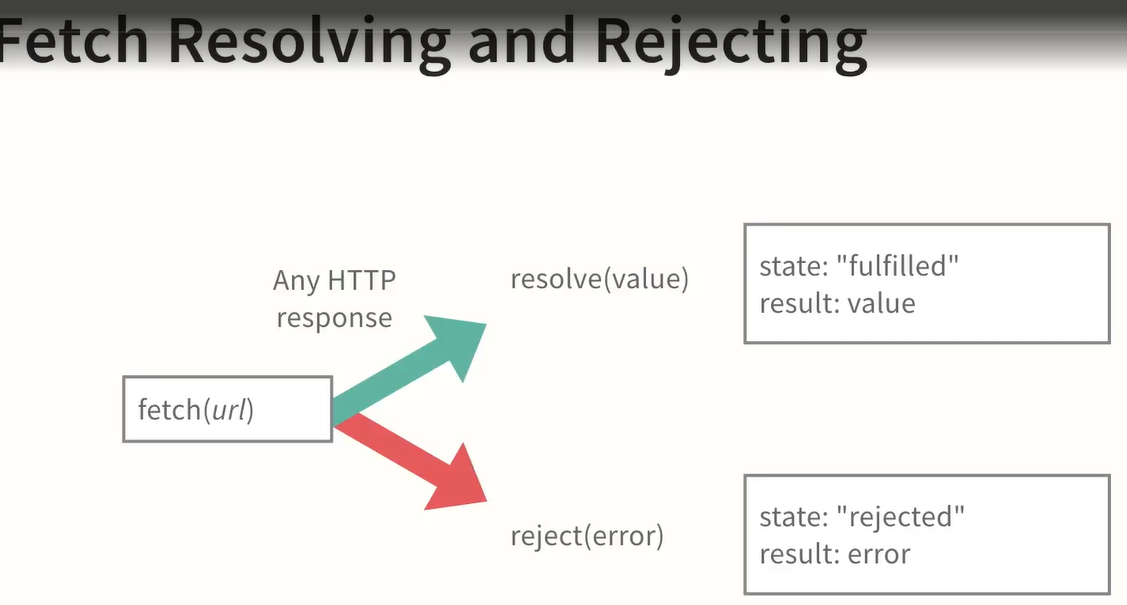 Fetch Resolving and Rejecting
Any HTTP
response
resolve(value)
state: "fulfilled"
result: value
fetch(url)
reject(error)
state: "rejected"
result: error